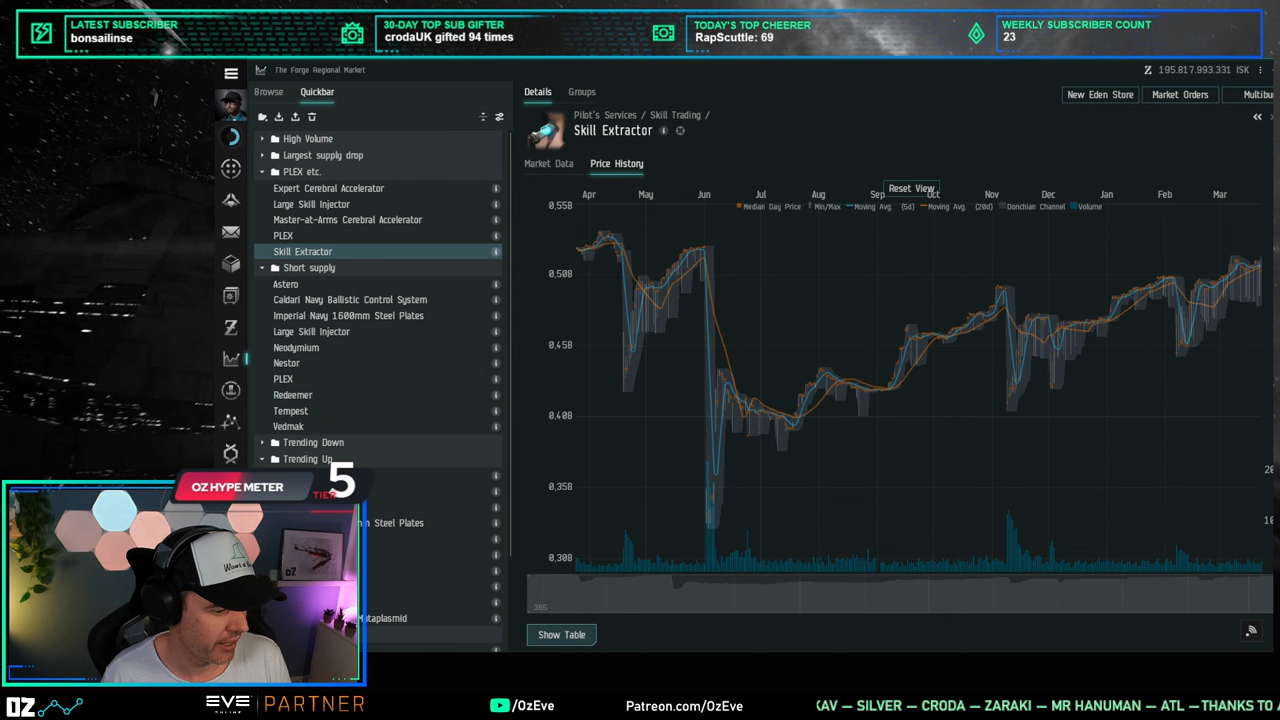 LATEST SUBSCRIBER
bonsailinse
30-DAY TOP SUB GIFTER
crodaUK gifted 94 times
TODAY'S TOP CHEERER
RapScuttle: 69
WEEKLY SUBSCRIBER COUNT
23
The Forge Regional Market
195.817.993.331 ISK
Browse
Quickbar
Details
Groups
New Eden Store
Market Orders
Multibu
Pilot's Services / Skill Trading /
Skill Extractor
Market Data
Price History
Reset View
Apr
May
Jun
Jul
Aug
Sep
Oct
Nov
Dec
Jan
Feb
Mar
Median Day Price
Min/Max
Moving Avg. (5d)
Moving Avg. (20d)
Donchian Channel
Volume
0,55B
0,50B
0,45B
0,40B
0,35B
0,30B
20
10
365
Show Table
High Volume
Largest supply drop
PLEX etc.
Expert Cerebral Accelerator
Large Skill Injector
Master-at-Arms Cerebral Accelerator
PLEX
Skill Extractor
Short supply
Astero
Caldari Navy Ballistic Control System
Imperial Navy 1600mm Steel Plates
Large Skill Injector
Neodymium
Nestor
PLEX
Redeemer
Tempest
Vedmak
Trending Down
Trending Up
m Steel Plates
utaplasmid
OZ HYPE METER
TIER
5
OZ
OZ
EVE
ONLINE
PARTNER
/OzEve
Patreon.com/OzEve
KAV — SILVER — CRODA — ZARAKI — MR HANUMAN — ATL —THANKS TO